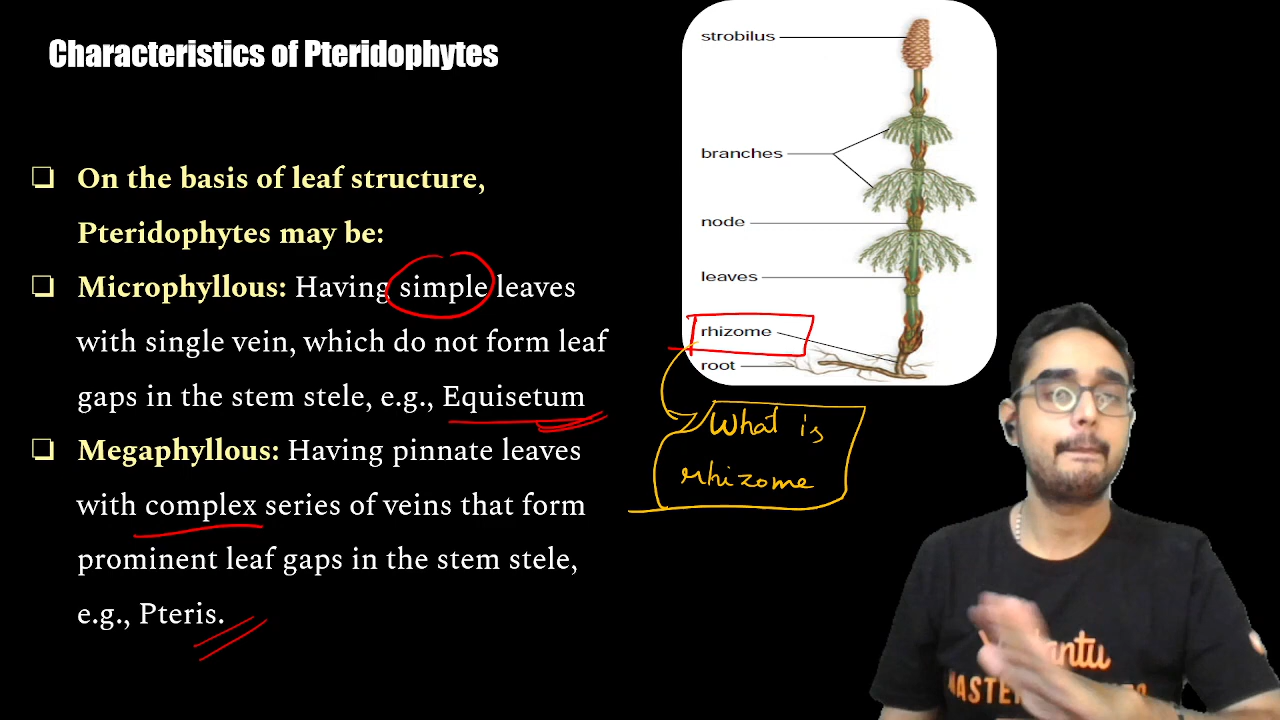 Characteristics of Pteridophytes
❑ On the basis of leaf structure,
Pteridophytes may be:
❑ Microphyllous: Having simple leaves
with single vein, which do not form leaf
gaps in the stem stele, e.g., Equisetum
❑ Megaphyllous: Having pinnate leaves
with complex series of veins that form
prominent leaf gaps in the stem stele,
e.g., Pteris.
strobilus
branches
node
leaves
rhizome
root
What is
rhizome